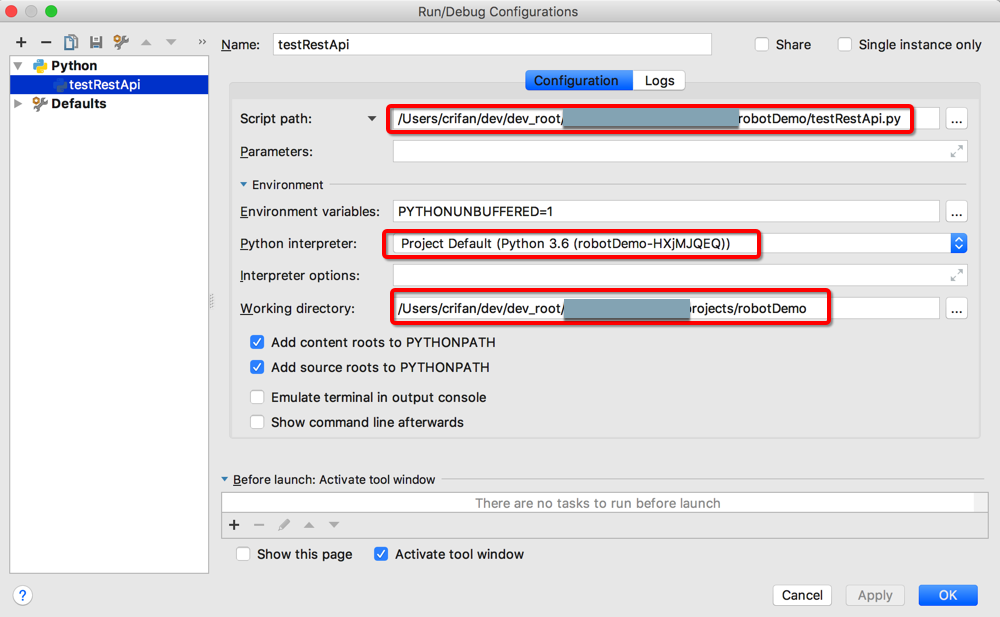 Run/Debug Configurations
Name: testRestApi Share Single instance only
Python
testRestApi
Defaults
Configuration Logs
Script path: /Users/crifan/dev/dev_root/ robotDemo/testRestApi.py ...
Parameters:
Environment
Environment variables: PYTHONUNBUFFERED=1 ...
Python interpreter: Project Default (Python 3.6 (robotDemo-HXjMJQEQ))
Interpreter options:
Working directory: /Users/crifan/dev/dev_root/ rojects/robotDemo ...
Add content roots to PYTHONPATH
Add source roots to PYTHONPATH
Emulate terminal in output console
Show command line afterwards
Before launch: Activate tool window
There are no tasks to run before launch
Show this page Activate tool window
? Cancel Apply OK